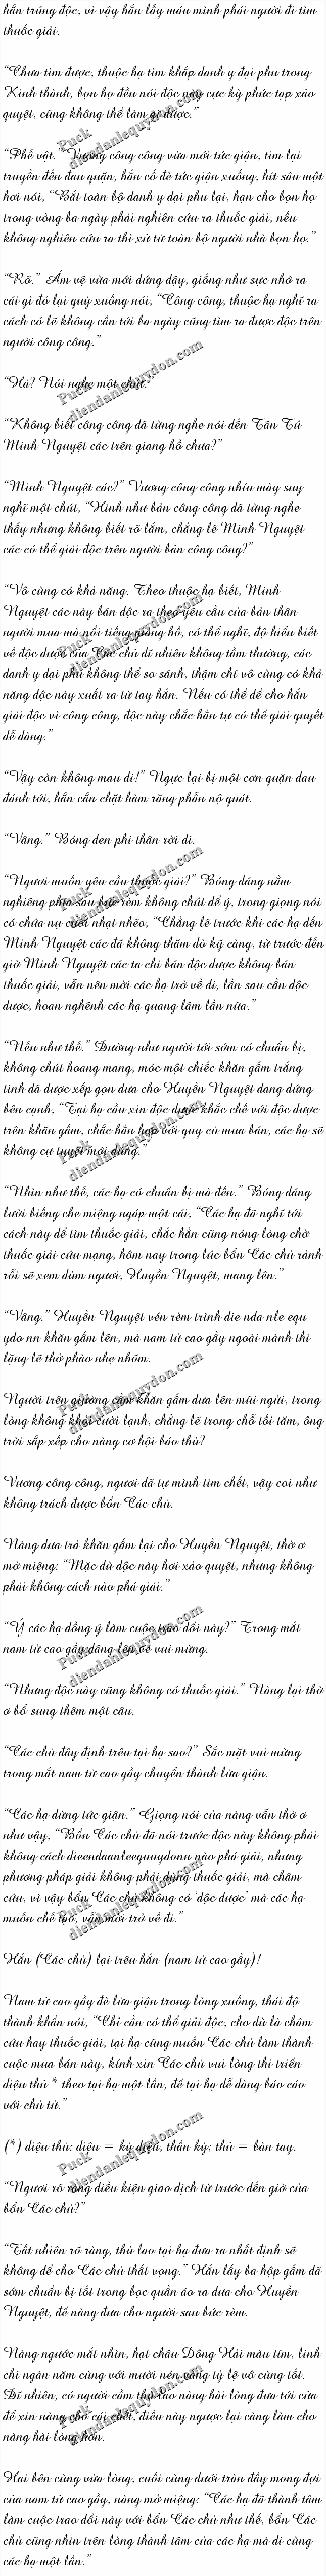 hắn trúng độc, vì vậy hắn lấy máu mình phái người đi tìm
thuốc giải.
“Chưa tìm được, thuộc hạ tìm khắp danh y đại phu trong
Kinh thành, bọn họ đều nói độc này cực kỳ phức tạp xảo
quyệt, cũng không thể làm gì được.”
“Phế vật.” Vương công công vừa mới tức giận, tim lại
truyền đến đau quặn, hắn cố đè tức giận xuống, hít sâu một
hơi nói, “Bắt toàn bộ danh y đại phu lại, hạn cho bọn họ
trong vòng ba ngày phải nghiên cứu ra thuốc giải, nếu
không nghiên cứu ra thì xử tử toàn bộ người nhà bọn họ.”
“Rõ.” Ám vệ vừa mới đứng dậy, giống như sực nhớ ra
cái gì đó lại quỳ xuống nói, “Công công, thuộc hạ nghĩ ra
cách có lẽ không cần tới ba ngày cũng tìm ra được độc trên
người công công.”
“Hả? Nói nghe một chút.”
“Không biết công công đã từng nghe nói đến Tân Tú
Minh Nguyệt các trên giang hồ chưa?”
“Minh Nguyệt các?” Vương công công nhíu mày suy
nghĩ một chút, “Hình như bản công công đã từng nghe
thấy nhưng không biết rõ lắm, chẳng lẽ Minh Nguyệt
các có thể giải độc trên người bản công công?”
“Vô cùng có khả năng. Theo thuộc hạ biết, Minh
Nguyệt các này bán độc ra theo yêu cầu của bản thân
người mua mà nổi tiếng giang hồ, có thể nghĩ, độ hiểu biết
về độc dược của Các chủ dĩ nhiên không tầm thường, các
danh y đại phu không thể so sánh, thậm chí vô cùng có khả
năng độc này xuất ra từ tay hắn. Nếu có thể để cho hắn
giải độc vì công công, độc này chắc hẳn tự có thể giải quyết
dễ dàng.”
“Vậy còn không mau đi!” Ngực lại bị một cơn quặn đau
đánh tới, hắn cắn chặt hàm răng phẫn nộ quát.
“Vâng.” Bóng đen phi thân rời đi.
“Ngươi muốn yêu cầu thuốc giải?” Bóng dáng nằm
nghiêng phía sau bức rèm không chút để ý, trong giọng nói
có chứa nụ cười nhạt nhẽo, “Chẳng lẽ trước khi các hạ đến
Minh Nguyệt các đã không thăm dò kỹ càng, từ trước đến
giờ Minh Nguyệt các ta chỉ bán độc dược không bán
thuốc giải, vẫn nên mời các hạ trở về đi, lần sau cần độc
dược, hoan nghênh các hạ quang lâm lần nữa.”
“Nếu như thế.” Dường như người tới sớm có chuẩn bị,
không chút hoang mang, móc một chiếc khăn gấm trắng
tinh đã được xếp gọn đưa cho Huyền Nguyệt đang đứng
bên cạnh, “Tại hạ cầu xin độc dược khắc chế với độc dược
trên khăn gấm, chắc hẳn hợp với quy củ mua bán, các hạ sẽ
không cự tuyệt mới đúng.”
“Nhìn như thế, các hạ có chuẩn bị mà đến.” Bóng dáng
lười biếng che miệng ngáp một cái, “Các hạ đã nghĩ tới
cách này để tìm thuốc giải, chắc hẳn cũng nóng lòng chờ
thuốc giải cứu mạng, hôm nay trong lúc bổn Các chủ rảnh
rỗi sẽ xem dùm ngươi, Huyền Nguyệt, mang lên.”
“Vâng.” Huyền Nguyệt vén rèm trình die nda nle equ
ydo nn khăn gấm lên, mà nam tử cao gầy ngoài mành thì
lặng lẽ thở phào nhẹ nhõm.
Người trên giường cầm khăn gấm đưa lên mũi ngửi, trong
lòng không khỏi cười lạnh, chẳng lẽ trong chỗ tối tăm, ông
trời sắp xếp cho nàng cơ hội báo thù?
Vương công công, ngươi đã tự mình tìm chết, vậy coi như
không trách được bổn Các chủ.
Nàng đưa trả khăn gấm lại cho Huyền Nguyệt, thờ ơ
mở miệng: “Mặc dù độc này hơi xảo quyệt, nhưng không
phải không cách nào phá giải.”
“Ý các hạ đồng ý làm cuộc trao đổi này?” Trong mắt
nam tử cao gầy dâng lên vẻ vui mừng.
“Nhưng độc này cũng không có thuốc giải.” Nàng lại thờ
ơ bổ sung thêm một câu.
“Các chủ đây định trêu tại hạ sao?” Sắc mặt vui mừng
trong mắt nam tử cao gầy chuyển thành lửa giận.
“Các hạ đừng tức giận.” Giọng nói của nàng vẫn thờ ơ
như vậy, “Bổn Các chủ đã nói trước độc này không phải
không cách dieendaanleequuydoun nào phá giải, nhưng
phương pháp giải không phải dùng thuốc giải, mà châm
cứu, vì vậy bổn Các chủ không có ‘độc dược’ mà các hạ
muốn chế tạo, vẫn mời trở về đi.”
Hắn (Các chủ) lại trêu hắn (nam tử cao gầy)!
Nam tử cao gầy đè lửa giận trong lòng xuống, thái độ
thành khẩn nói, “Chỉ cần có thể giải độc, cho dù là châm
cứu hay thuốc giải, tại hạ cũng muốn Các chủ làm thành
cuộc mua bán này, kính xin Các chủ vui lòng thi triển
diệu thủ * theo tại hạ một lần, để tại hạ dễ dàng báo cáo
với chủ tử.”
(*) diệu thủ: diệu = kỳ diệu, thần kỳ; thủ = bàn tay.
“Ngươi rõ ràng điều kiện giao dịch từ trước đến giờ của
bổn Các chủ?”
“Tất nhiên rõ ràng, thù lao tại hạ đưa ra nhất định sẽ
không để cho Các chủ thất vọng.” Hắn lấy ba hộp gấm đã
sớm chuẩn bị tốt trong bọc quần áo ra đưa cho Huyền
Nguyệt, để nàng đưa cho người sau bức rèm.
Nàng ngước mắt nhìn, hạt châu Đông Hải màu tím, linh
chi ngàn năm cùng với mười nén vàng tỷ lệ vô cùng tốt.
Dĩ nhiên, có người cầm thù lao nàng hài lòng đưa tới cửa
để xin nàng cho cái chết, điều này ngược lại càng làm cho
nàng hài lòng hơn.
Hai bên cùng vừa lòng, cuối cùng dưới tràn đầy mong đợi
của nam tử cao gầy, nàng mở miệng: “Các hạ đã thành tâm
làm cuộc trao đổi này với bổn Các chủ như thế, bổn Các
chủ cũng nhìn trên lòng thành tâm của các hạ mà đi cùng
các hạ một lần.”